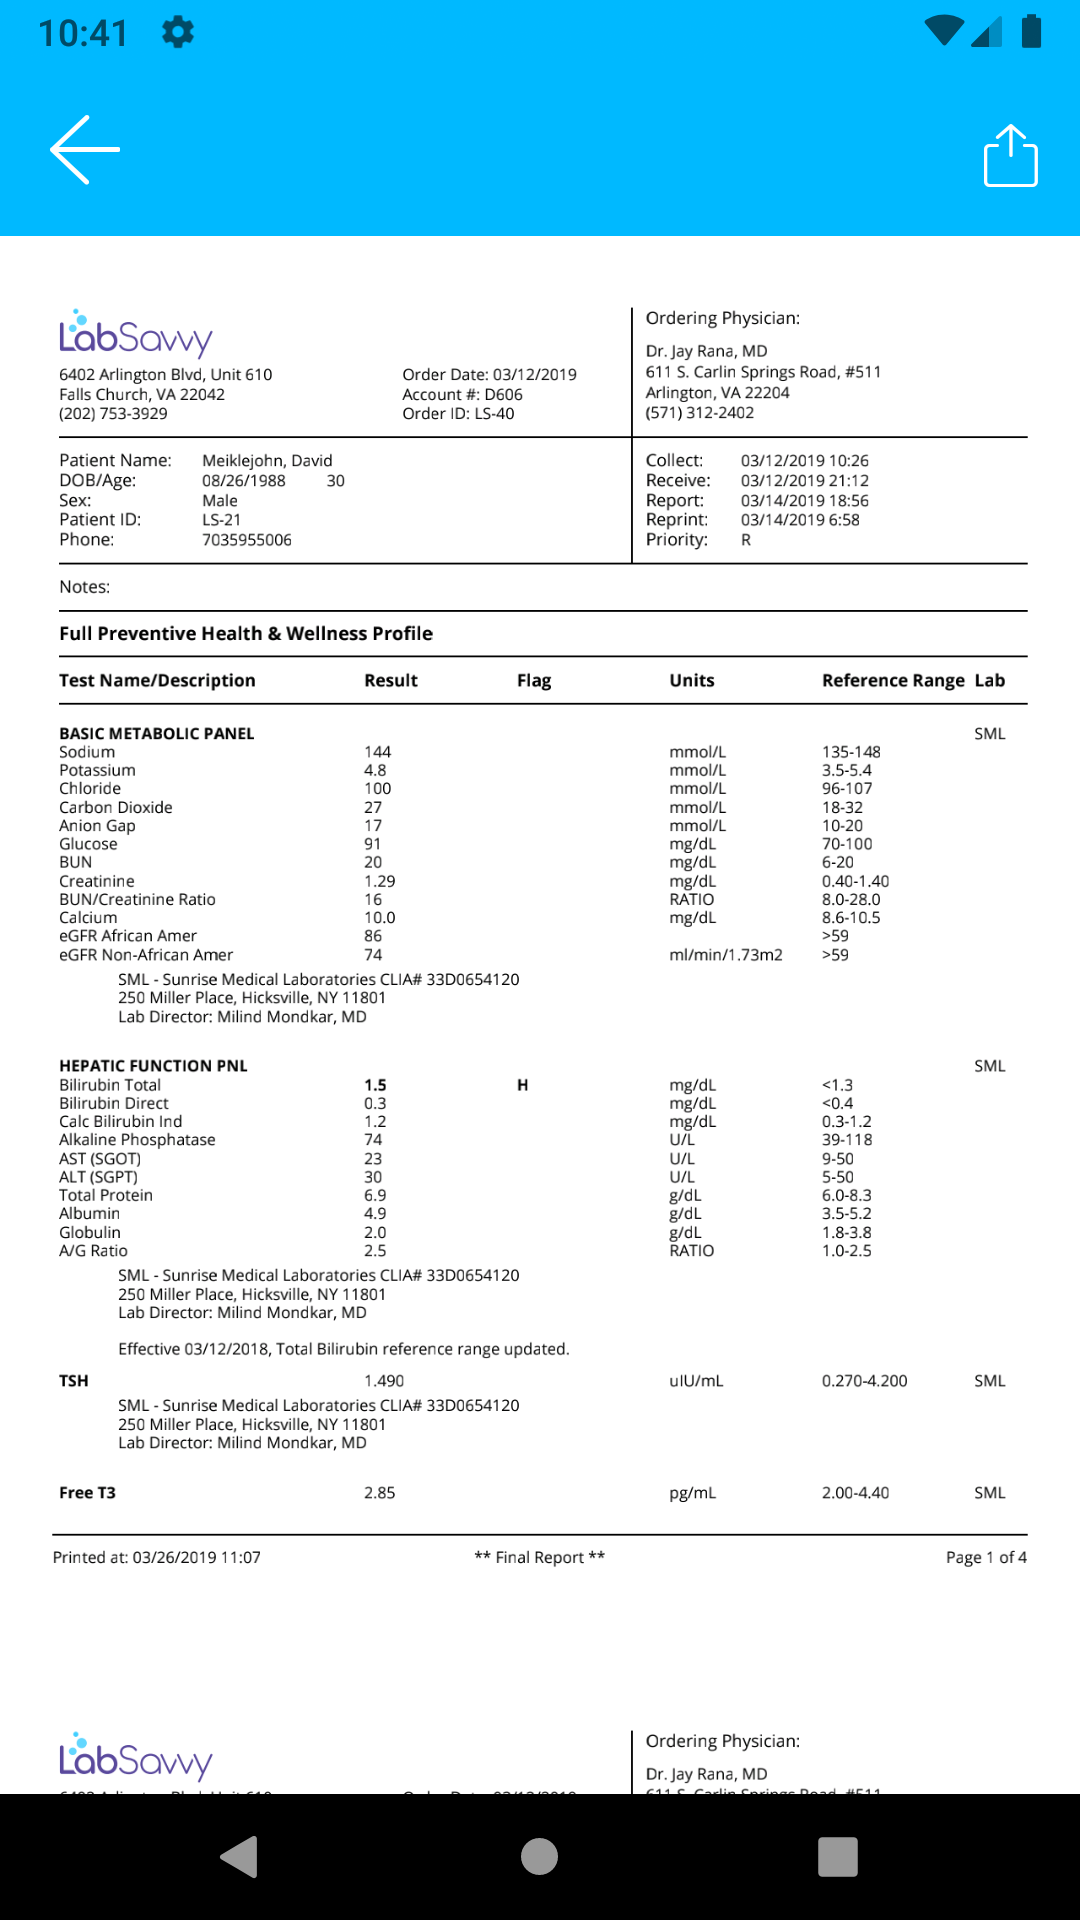 10:41
LabSavvy
6402 Arlington Blvd, Unit 610
Falls Church, VA 22042
(202) 753-3929
Order Date: 03/12/2019
Account #: D606
Order ID: LS-40
Ordering Physician:
Dr. Jay Rana, MD
611 S. Carlin Springs Road, #511
Arlington, VA 22204
(571) 312-2402
Patient Name: Meiklejohn, David
DOB/Age: 08/26/1988 30
Sex: Male
Patient ID: LS-21
Phone: 7035955006
Collect: 03/12/2019 10:26
Receive: 03/12/2019 21:12
Report: 03/14/2019 18:56
Reprint: 03/14/2019 6:58
Priority: R
Notes:
Full Preventive Health & Wellness Profile
Test Name/Description Result Flag Units Reference Range Lab
BASIC METABOLIC PANEL SML
Sodium 144 mmol/L 135-148
Potassium 4.8 mmol/L 3.5-5.4
Chloride 100 mmol/L 96-107
Carbon Dioxide 27 mmol/L 18-32
Anion Gap 17 mmol/L 10-20
Glucose 91 mg/dL 70-100
BUN 20 mg/dL 6-20
Creatinine 1.29 mg/dL 0.40-1.40
BUN/Creatinine Ratio 16 RATIO 8.0-28.0
Calcium 10.0 mg/dL 8.6-10.5
eGFR African Amer 86 >59
eGFR Non-African Amer 74 ml/min/1.73m2 >59
SML - Sunrise Medical Laboratories CLIA# 33D0654120
250 Miller Place, Hicksville, NY 11801
Lab Director: Milind Mondkar, MD
HEPATIC FUNCTION PNL SML
Bilirubin Total 1.5 H mg/dL <1.3
Bilirubin Direct 0.3 mg/dL <0.4
Calc Bilirubin Ind 1.2 mg/dL 0.3-1.2
Alkaline Phosphatase 74 U/L 39-118
AST (SGOT) 23 U/L 9-50
ALT (SGPT) 30 U/L 5-50
Total Protein 6.9 g/dL 6.0-8.3
Albumin 4.9 g/dL 3.5-5.2
Globulin 2.0 g/dL 1.8-3.8
A/G Ratio 2.5 RATIO 1.0-2.5
SML - Sunrise Medical Laboratories CLIA# 33D0654120
250 Miller Place, Hicksville, NY 11801
Lab Director: Milind Mondkar, MD
Effective 03/12/2018, Total Bilirubin reference range updated.
TSH 1.490 uIU/mL 0.270-4.200 SML
SML - Sunrise Medical Laboratories CLIA# 33D0654120
250 Miller Place, Hicksville, NY 11801
Lab Director: Milind Mondkar, MD
Free T3 2.85 pg/mL 2.00-4.40 SML
Printed at: 03/26/2019 11:07 ** Final Report ** Page 1 of 4
LabSavvy
Ordering Physician:
Dr. Jay Rana, MD